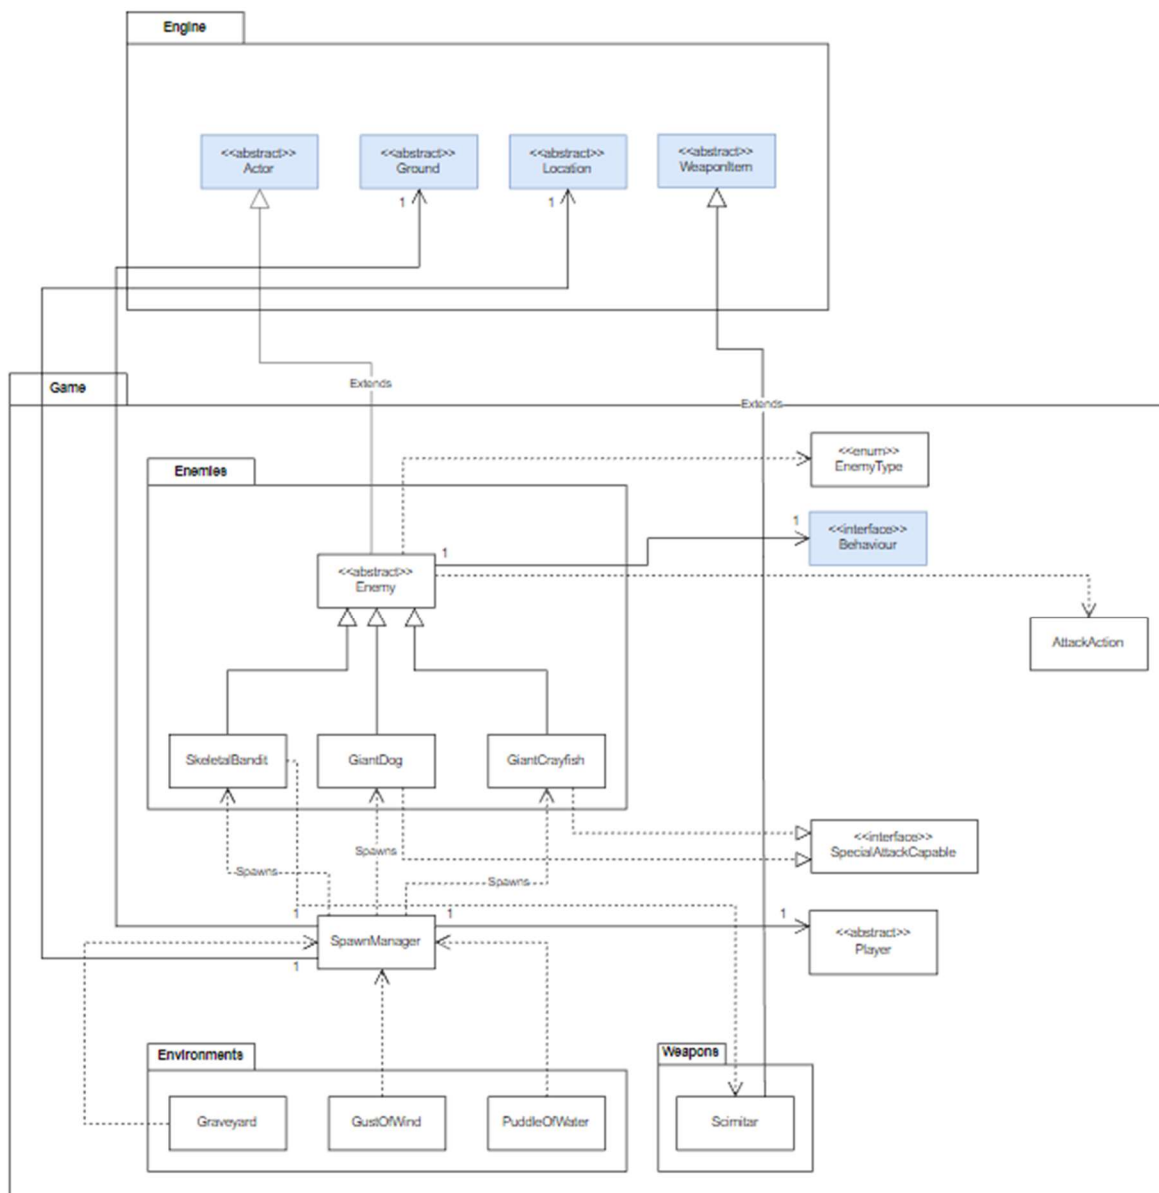 Engine
<<abstract>>
Actor
<<abstract>>
Ground
<<abstract>>
Location
<<abstract>>
WeaponItem
1
1
Game
Extends
Extends
<<enum>>
EnemyType
Enemies
1
<<interface>>
Behaviour
1
<<abstract>>
Enemy
AttackAction
SkeletalBandit
GiantDog
GiantCrayfish
<<interface>>
SpecialAttackCapable
Spawns
Spawns
Spawns
1
1
1
SpawnManager
<<abstract>>
Player
1
Environments
Weapons
Graveyard
GustOfWind
PuddleOfWater
Scimitar